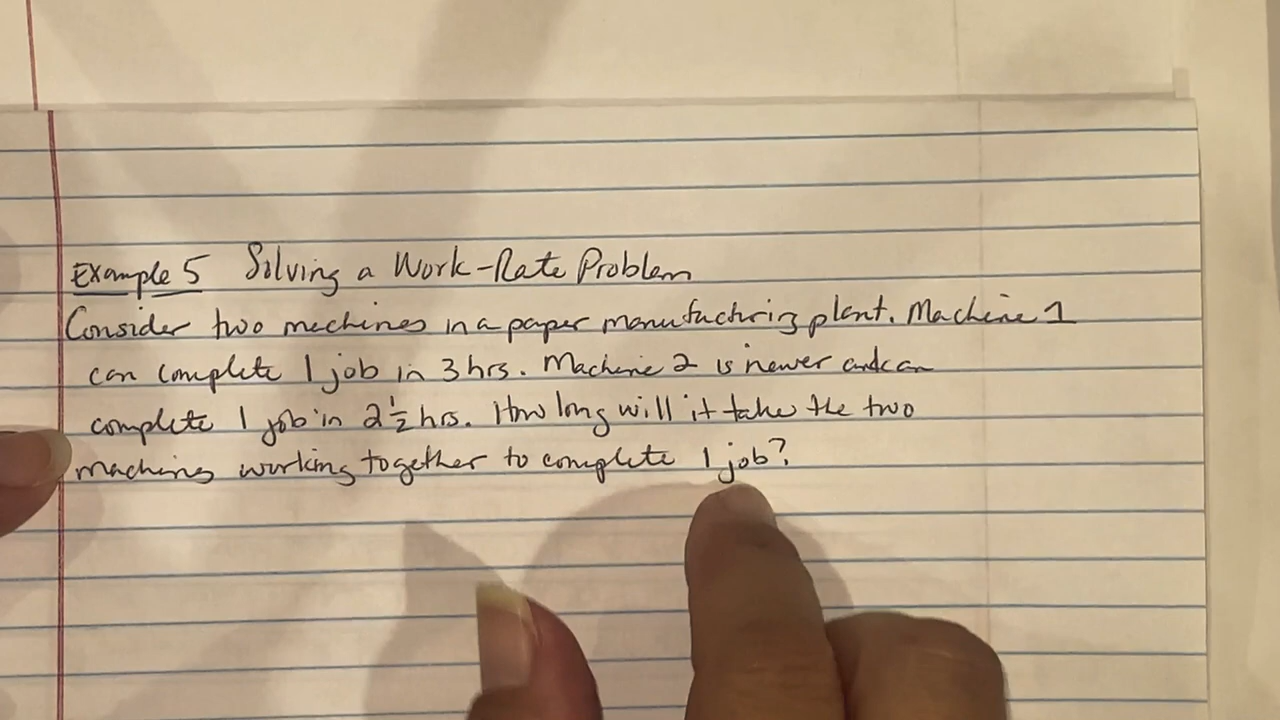 Example 5 Solving a Work-Rate Problem
Consider two machines in a paper manufacturing plant. Machine 1
can complete 1 job in 3 hrs. Machine 2 is newer and can
complete 1 job in 2 1/2 hrs. How long will it take the two
machines working together to complete 1 job?